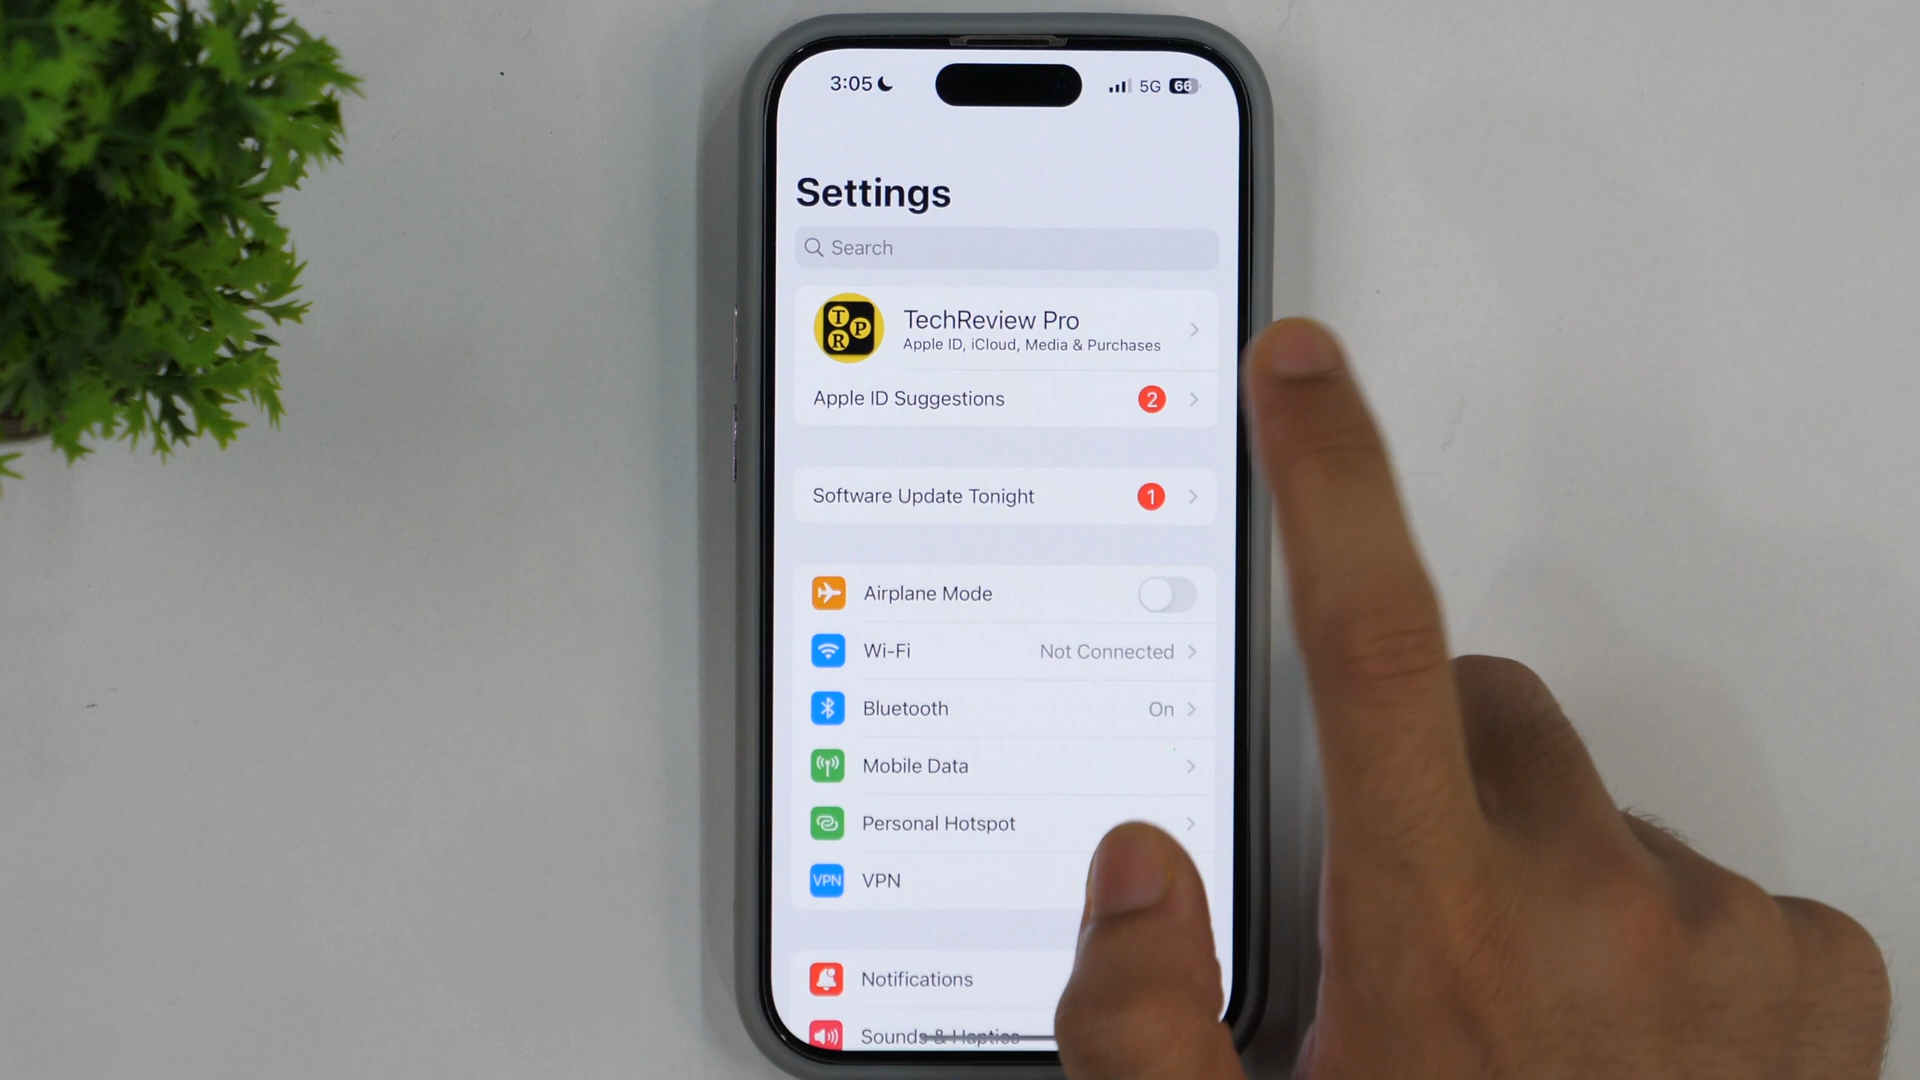 3:05 5G 66
Settings
Search
T
P
R
TechReview Pro
Apple ID, iCloud, Media & Purchases
Apple ID Suggestions 2
Software Update Tonight 1
Airplane Mode
Wi-Fi Not Connected
Bluetooth On
Mobile Data
Personal Hotspot
VPN VPN
Notifications
Sounds & Haptics